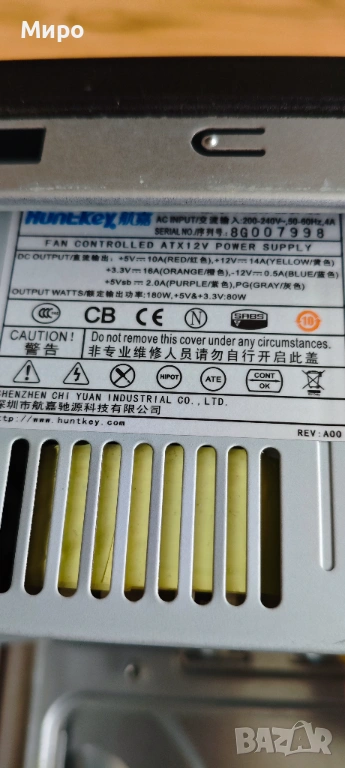 Миро
Huntkey 航嘉
AC INPUT/交流输入:200-240V~,50-60Hz,4A
SERIAL NO./序列号: 8G007998
FAN CONTROLLED ATX12V POWER SUPPLY
DC OUTPUT/直流输出: +5V⎓10A(RED/红色), +12V⎓14A(YELLOW/黄色)
+3.3V⎓16A(ORANGE/橙色), -12V⎓0.5A(BLUE/蓝色)
+5Vsb⎓2.0A(PURPLE/紫色), PG(GRAY/灰色)
OUTPUT WATTS/额定输出功率:180W,+5V&+3.3V:80W
CCC CB CE N SABS 10
CAUTION! Do not remove this cover under any circumstances.
警告 非专业维修人员请勿自行开启此盖
HIPOT ATE CONT OK
SHENZHEN CHI YUAN INDUSTRIAL CO.,LTD.
深圳市航嘉驰源科技有限公司
http://www.huntkey.com
REV:A00
BAZAR